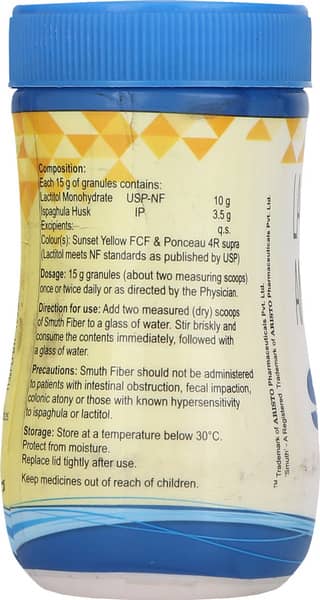 Composition:
Each 15 g of granules contains:
Lactitol Monohydrate USP-NF 10 g
Ispaghula Husk IP 3.5 g
Excipients q.s.
Colour(s): Sunset Yellow FCF & Ponceau 4R supra
(Lactitol meets NF standards as published by USP)
Dosage: 15 g granules (about two measuring scoops)
once or twice daily or as directed by the Physician.
Direction for use: Add two measured (dry) scoops
of Smuth Fiber to a glass of water. Stir briskly and
consume the contents immediately, followed with
a glass of water.
Precautions: Smuth Fiber should not be administered
to patients with intestinal obstruction, fecal impaction,
colonic atony or those with known hypersensitivity
to ispaghula or lactitol.
Storage: Store at a temperature below 30°C.
Protect from moisture.
Replace lid tightly after use.
Keep medicines out of reach of children.
™ Trademark of ARISTO Pharmaceuticals Pvt. Ltd.
'Smuth' - A Registered Trademark of ARISTO Pharmaceuticals Pvt. Ltd.